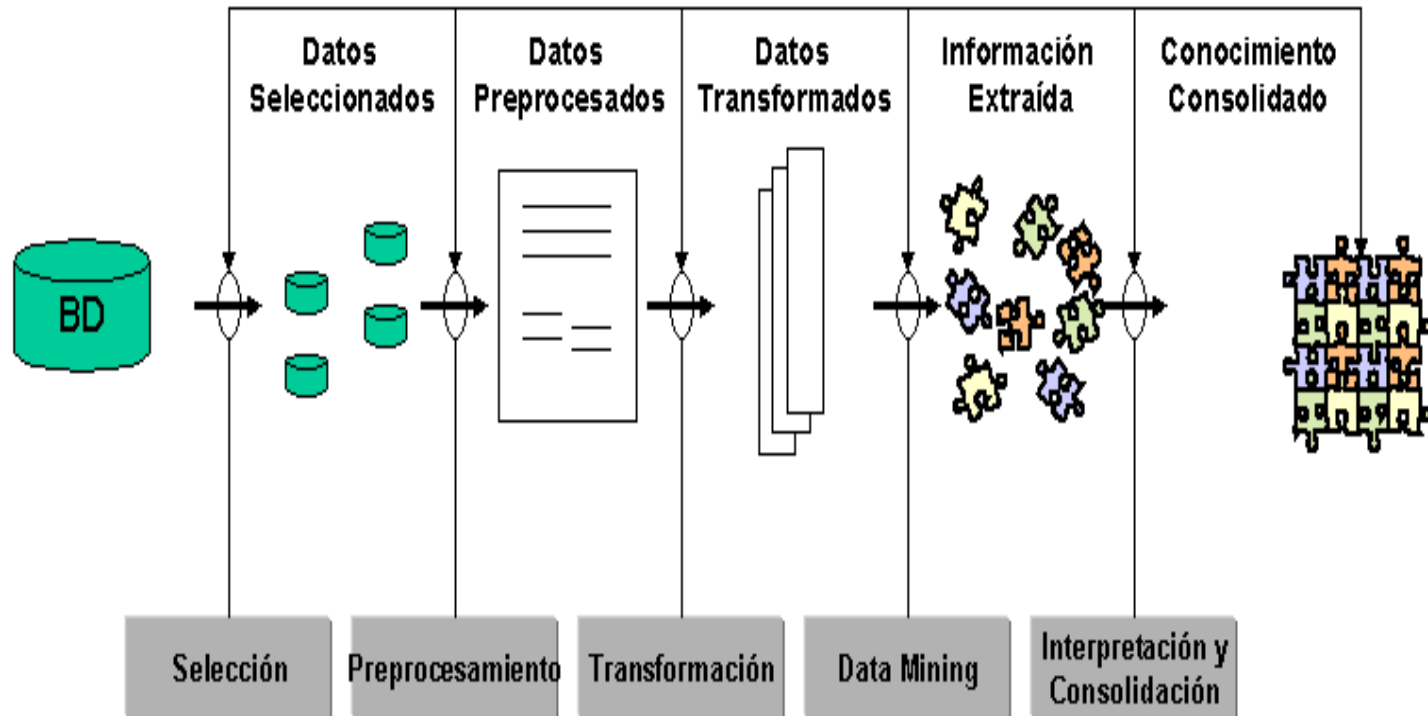 Datos
Seleccionados
Datos
Preprocesados
Datos
Transformados
Información
Extraída
Conocimiento
Consolidado
BD
Selección
Preprocesamiento
Transformación
Data Mining
Interpretación y
Consolidación